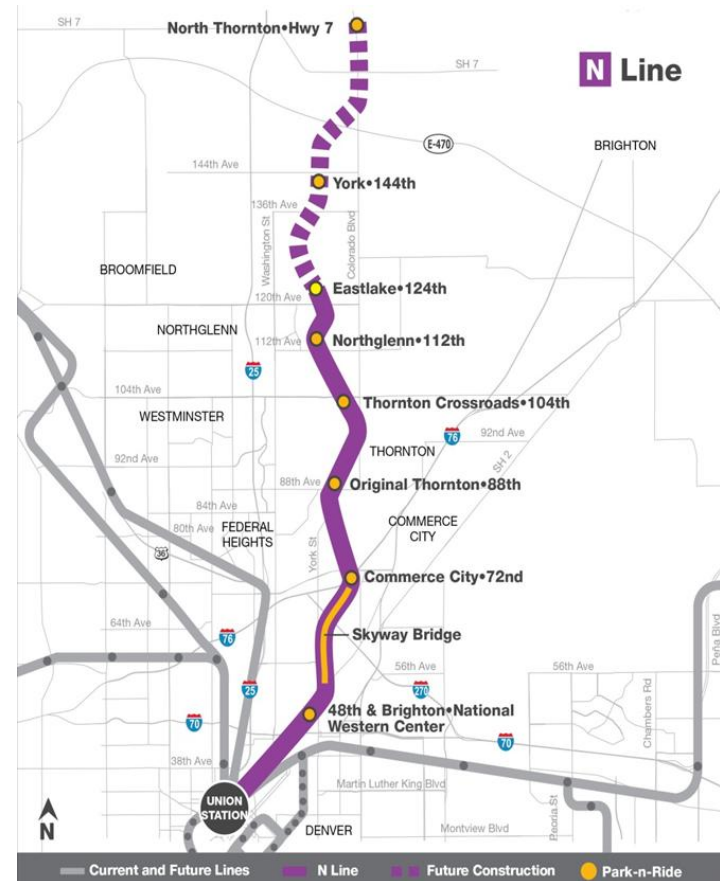 North Thornton•Hwy 7
SH 7
SH 7
N Line
E-470
BRIGHTON
144th Ave
York•144th
136th Ave
Washington St
Colorado Blvd
BROOMFIELD
Eastlake•124th
120th Ave
NORTHGLENN
112th Ave
Northglenn•112th
25
104th Ave
Thornton Crossroads•104th
WESTMINSTER
76
92nd Ave
THORNTON
SH 2
92nd Ave
88th Ave
Original Thornton•88th
84th Ave
80th Ave
FEDERAL
HEIGHTS
COMMERCE
CITY
36
York St
Commerce City•72nd
64th Ave
76
Skyway Bridge
Peña Blvd
56th Ave
56th Ave
25
270
Chambers Rd
70
48th & Brighton•National
Western Center
70
38th Ave
Martin Luther King Blvd
UNION
STATION
Peoria St
N
DENVER
Montview Blvd
Current and Future Lines
N Line
Future Construction
Park-n-Ride